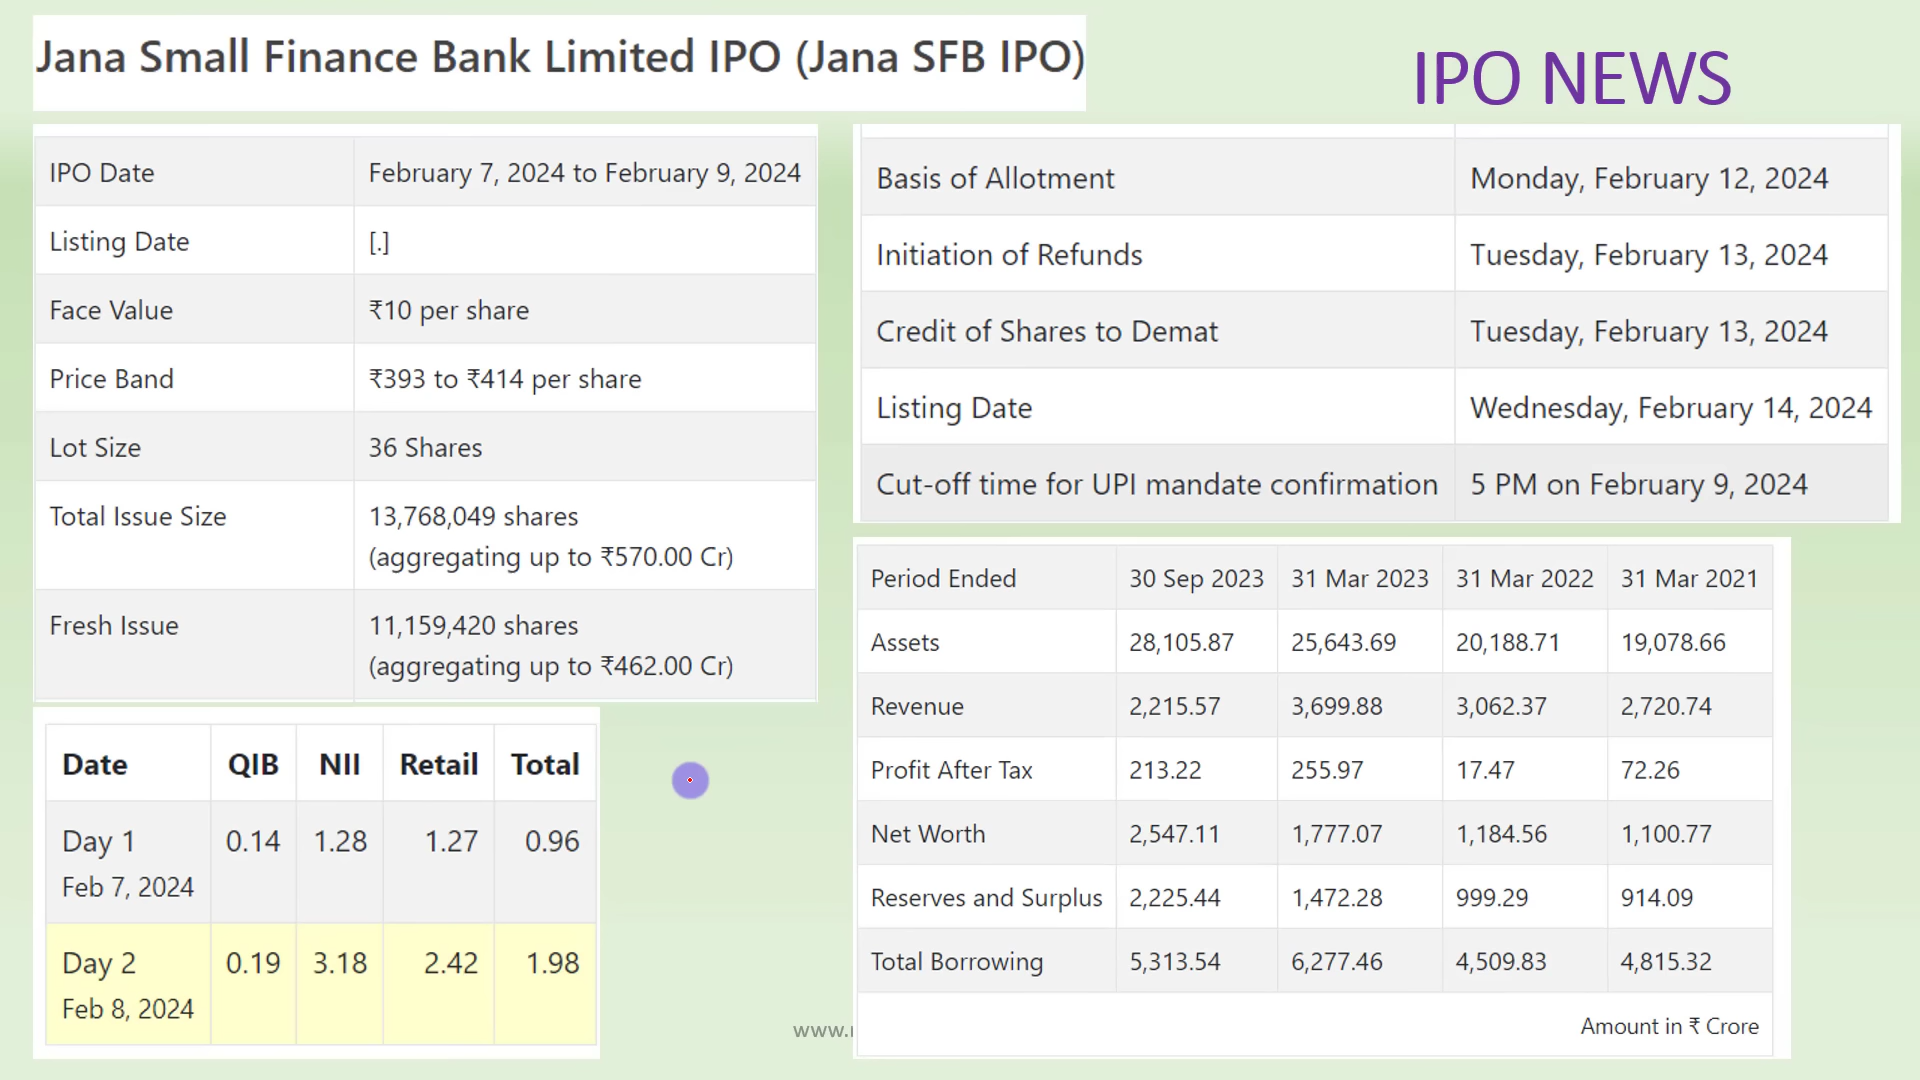 Jana Small Finance Bank Limited IPO (Jana SFB IPO)
IPO NEWS
IPO Date February 7, 2024 to February 9, 2024
Listing Date [.]
Face Value ₹10 per share
Price Band ₹393 to ₹414 per share
Lot Size 36 Shares
Total Issue Size 13,768,049 shares
(aggregating up to ₹570.00 Cr)
Fresh Issue 11,159,420 shares
(aggregating up to ₹462.00 Cr)
Basis of Allotment Monday, February 12, 2024
Initiation of Refunds Tuesday, February 13, 2024
Credit of Shares to Demat Tuesday, February 13, 2024
Listing Date Wednesday, February 14, 2024
Cut-off time for UPI mandate confirmation 5 PM on February 9, 2024
Date QIB NII Retail Total
Day 1 0.14 1.28 1.27 0.96
Feb 7, 2024
Day 2 0.19 3.18 2.42 1.98
Feb 8, 2024
Period Ended 30 Sep 2023 31 Mar 2023 31 Mar 2022 31 Mar 2021
Assets 28,105.87 25,643.69 20,188.71 19,078.66
Revenue 2,215.57 3,699.88 3,062.37 2,720.74
Profit After Tax 213.22 255.97 17.47 72.26
Net Worth 2,547.11 1,777.07 1,184.56 1,100.77
Reserves and Surplus 2,225.44 1,472.28 999.29 914.09
Total Borrowing 5,313.54 6,277.46 4,509.83 4,815.32
Amount in ₹ Crore
www.